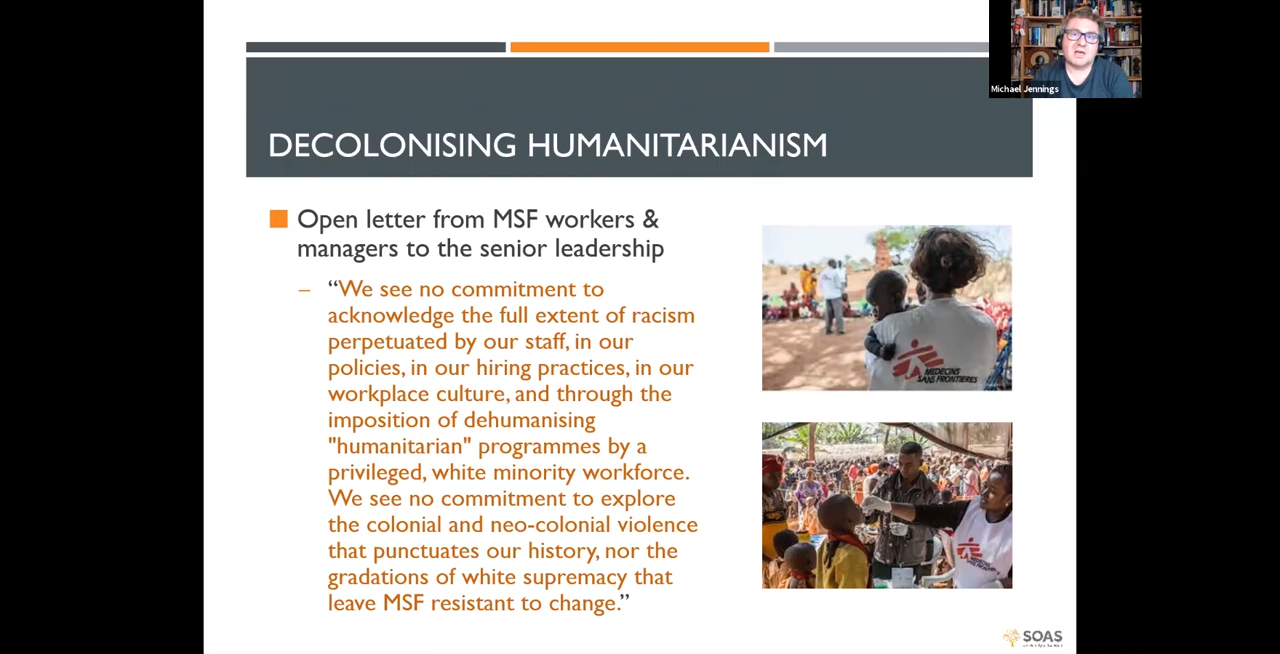 Michael Jennings
DECOLONISING HUMANITARIANISM
Open letter from MSF workers &
managers to the senior leadership
– “We see no commitment to
acknowledge the full extent of racism
perpetuated by our staff, in our
policies, in our hiring practices, in our
workplace culture, and through the
imposition of dehumanising
"humanitarian" programmes by a
privileged, white minority workforce.
We see no commitment to explore
the colonial and neo-colonial violence
that punctuates our history, nor the
gradations of white supremacy that
leave MSF resistant to change.”
MEDECINS
SANS FRONTIERES
SOAS